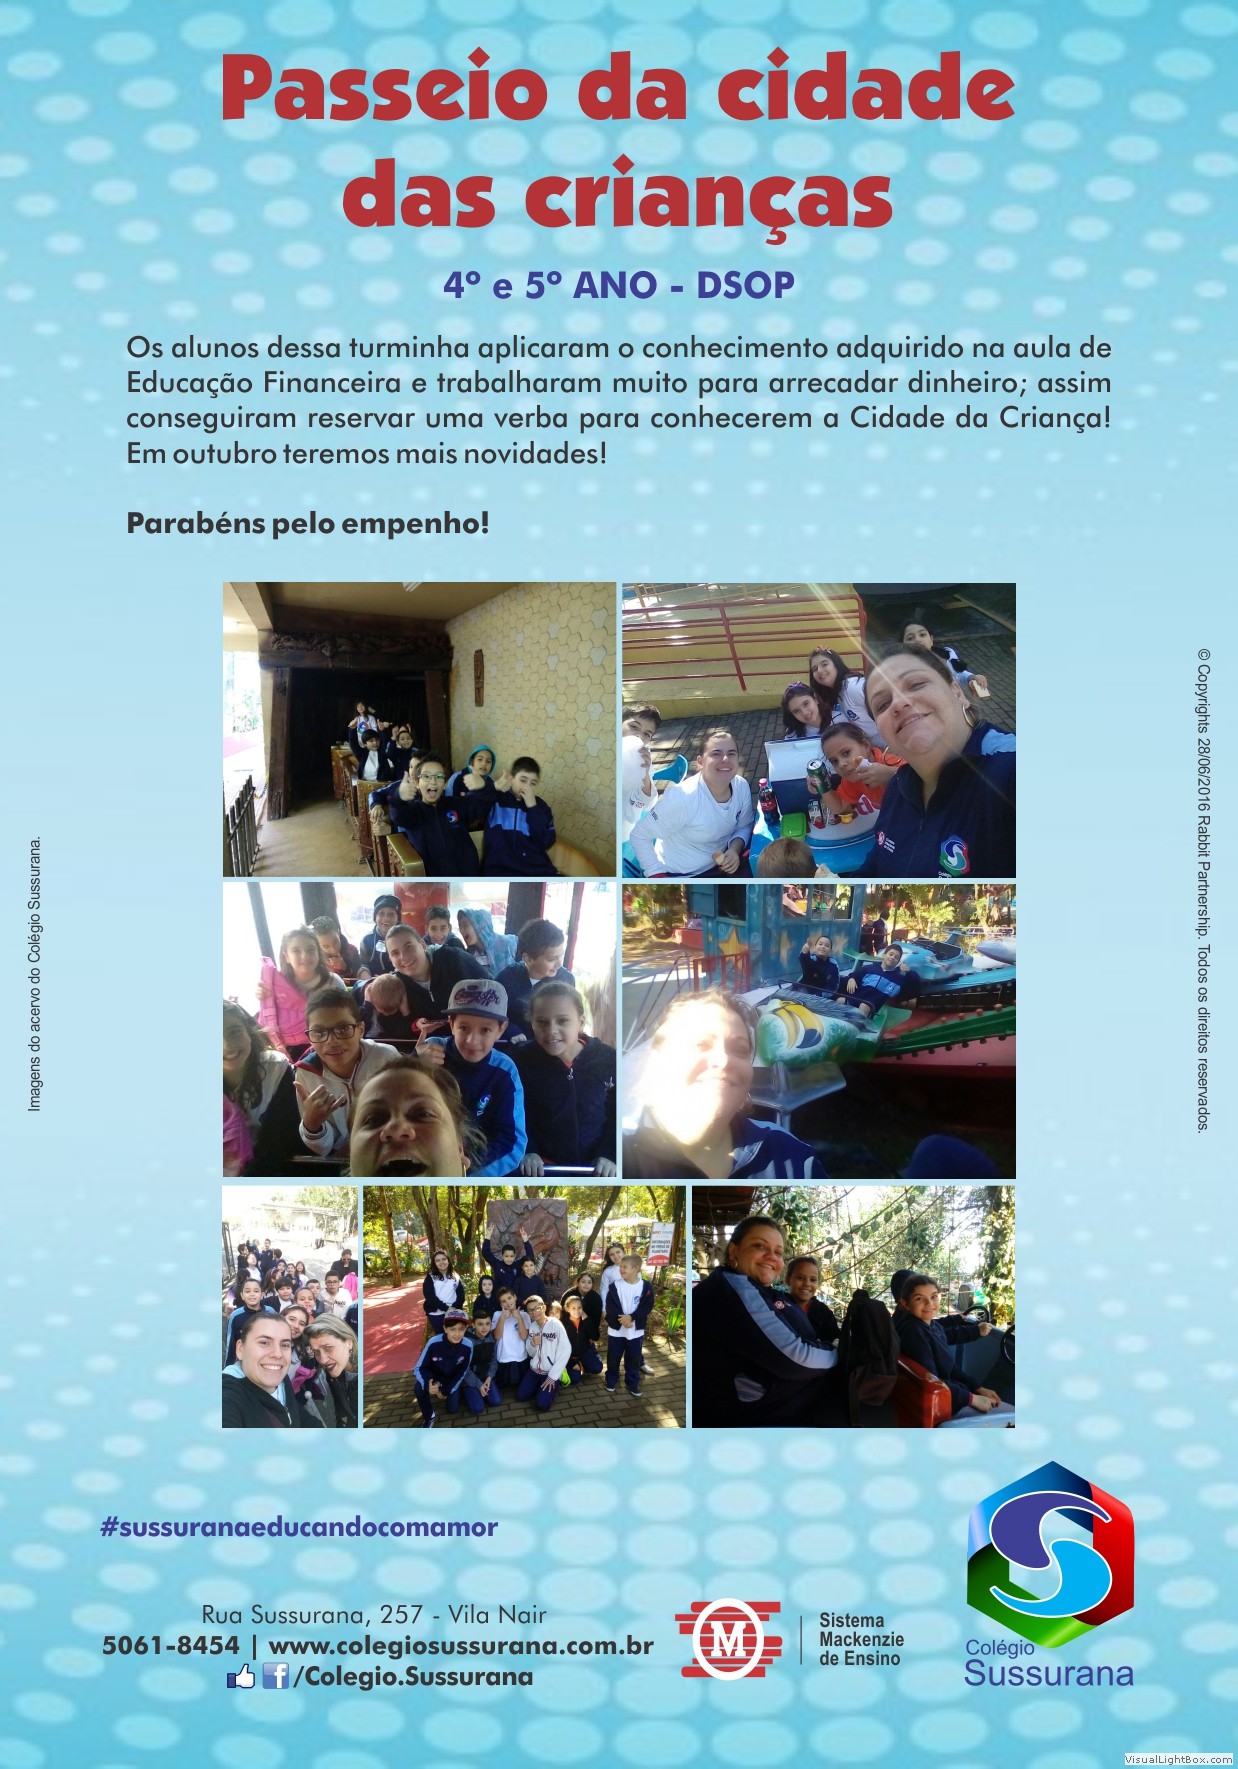 Passeio da cidade
das crianças
4º e 5º ANO - DSOP
Os alunos dessa turminha aplicaram o conhecimento adquirido na aula de
Educação Financeira e trabalharam muito para arrecadar dinheiro; assim
conseguiram reservar uma verba para conhecerem a Cidade da Criança!
Em outubro teremos mais novidades!
Parabéns pelo empenho!
Imagens do acervo do Colégio Sussurana.
© Copyrights 28/06/2016 Rabbit Partnership. Todos os direitos reservados.
#sussuranaeducandocomamor
Rua Sussurana, 257 - Vila Nair
5061-8454 | www.colegiosussurana.com.br
/Colegio.Sussurana
M
Sistema
Mackenzie
de Ensino
Colégio
Sussurana
VisualLightBox.com